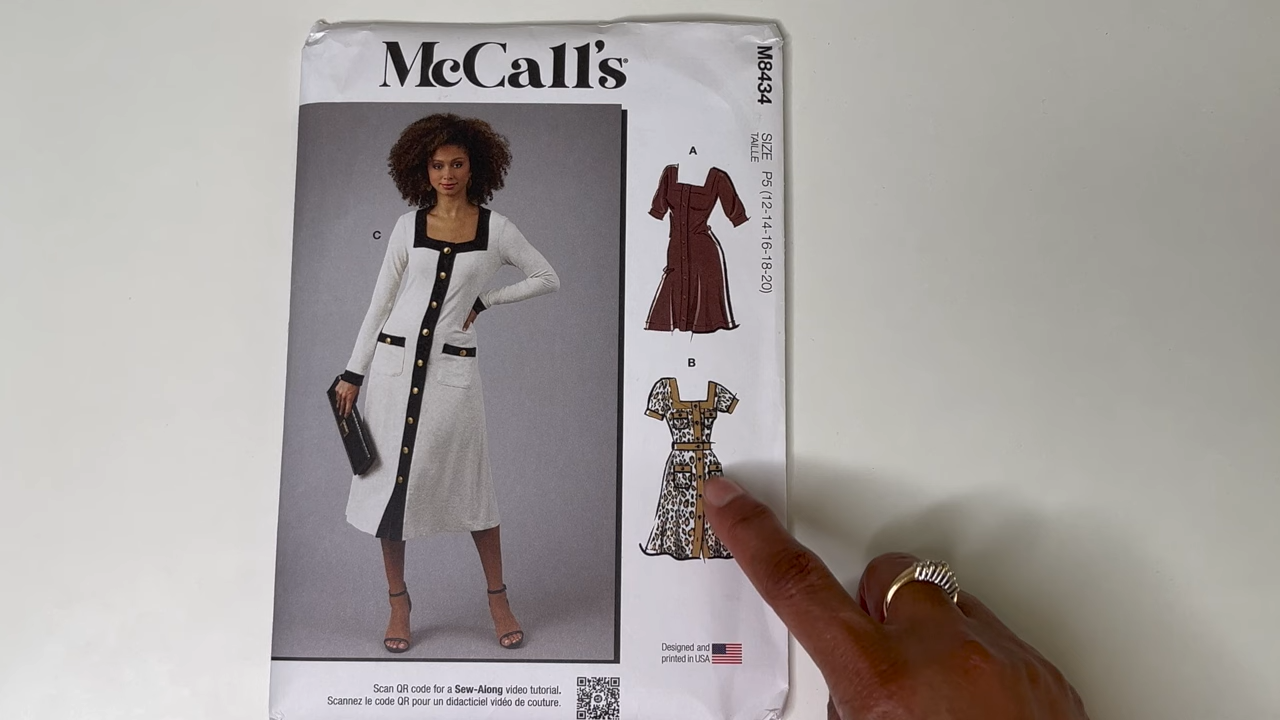 McCall's
M8434
SIZE P5 (12-14-16-18-20)
TAILLE
A
C
B
Designed and
printed in USA
Scan QR code for a Sew-Along video tutorial.
Scannez le code QR pour un didacticiel vidéo de couture.